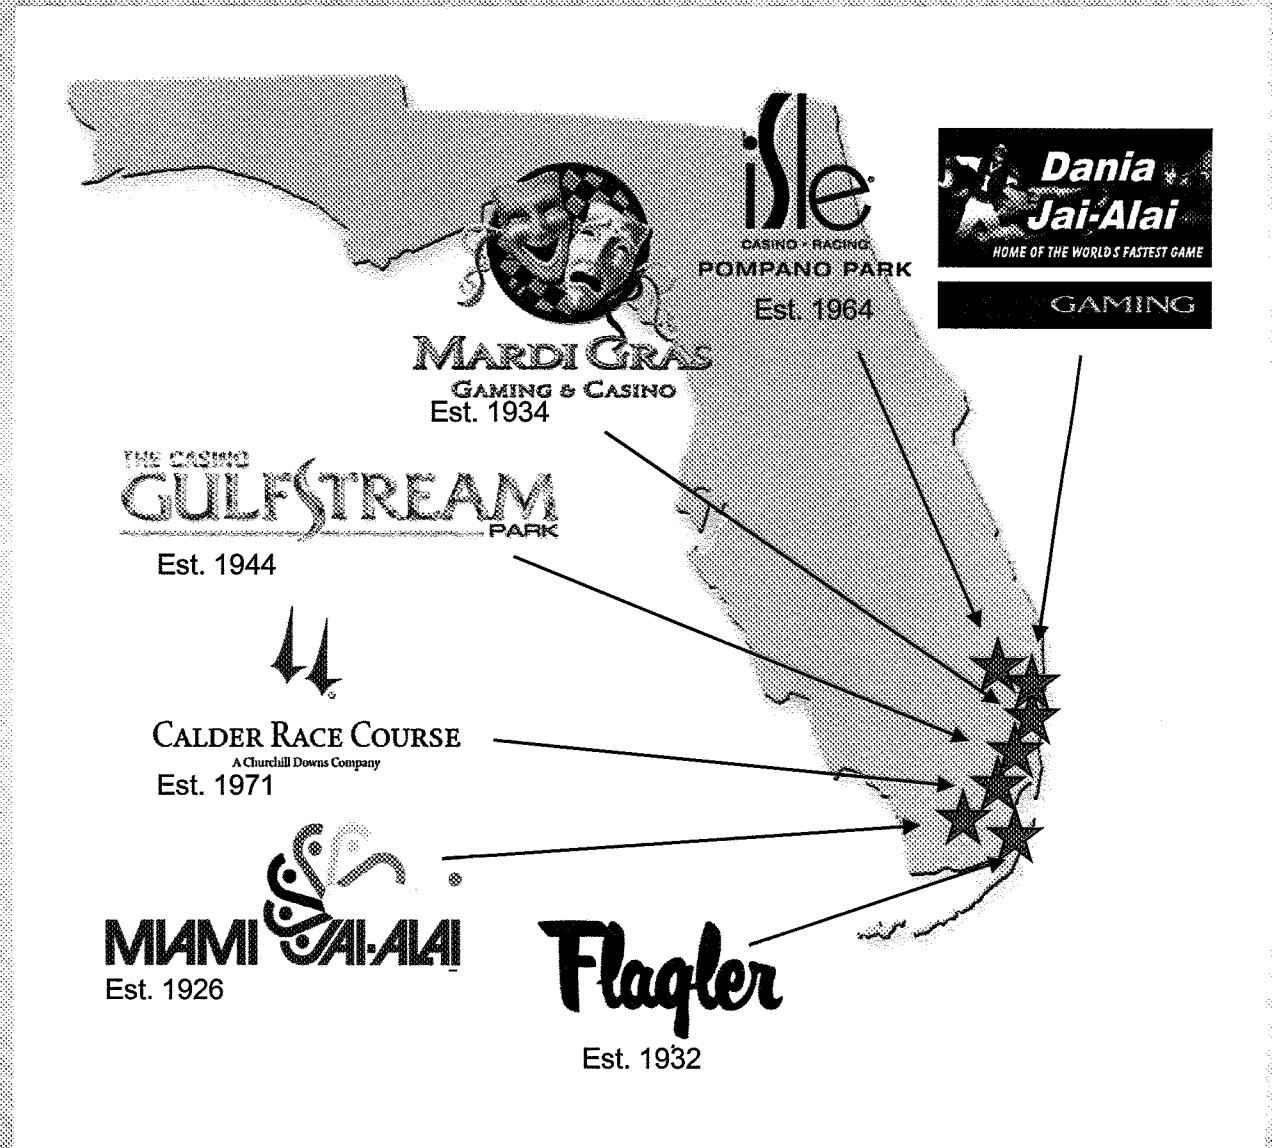 isle
CASINO • RACING
POMPANO PARK
Est. 1964
Dania
Jai-Alai
HOME OF THE WORLD'S FASTEST GAME
GAMING
MARDI GRAS
GAMING & CASINO
Est. 1934
THE CASINO
GULFSTREAM
PARK
Est. 1944
CALDER RACE COURSE
A Churchill Downs Company
Est. 1971
MIAMI JAI-ALAI
Est. 1926
Flagler
Est. 1932